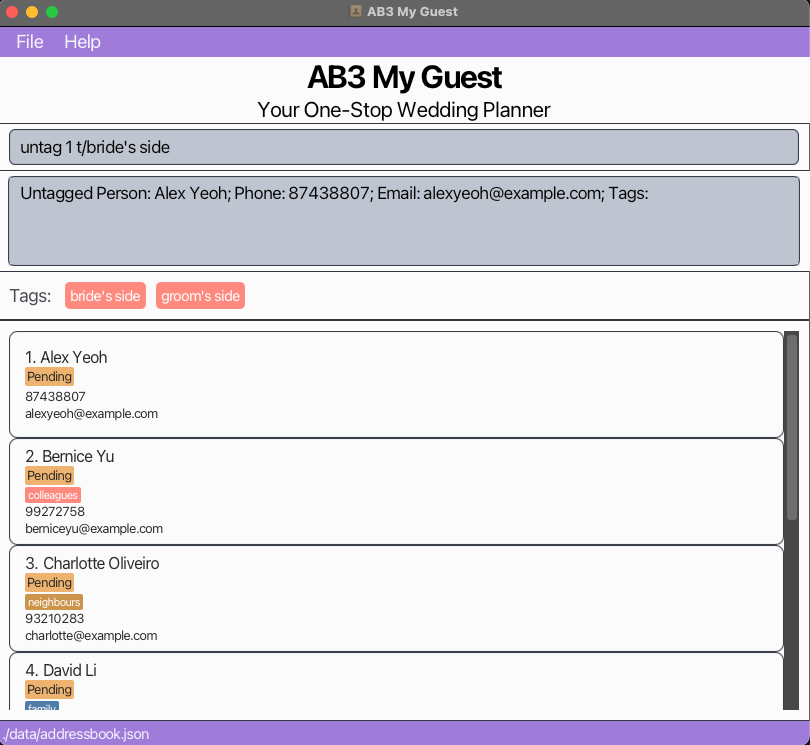 AB3 My Guest
File Help
AB3 My Guest
Your One-Stop Wedding Planner
untag 1 t/bride's side
Untagged Person: Alex Yeoh; Phone: 87438807; Email: alexyeoh@example.com; Tags:
Tags: bride's side groom's side
1. Alex Yeoh
Pending
87438807
alexyeoh@example.com
2. Bernice Yu
Pending
colleagues
99272758
berniceyu@example.com
3. Charlotte Oliveiro
Pending
neighbours
93210283
charlotte@example.com
4. David Li
Pending
family
./data/addressbook.json